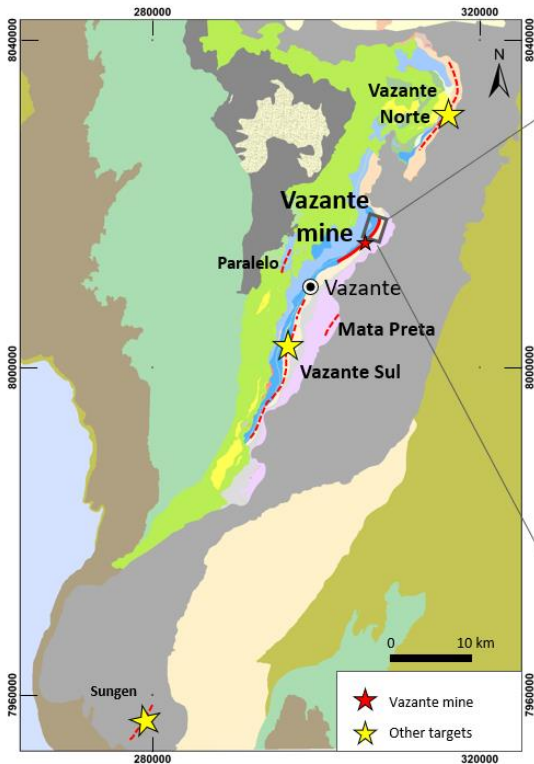 280000
320000
8040000
8040000
N
Vazante
Norte
Vazante
mine
Paralelo
Vazante
Mata Preta
8000000
8000000
Vazante Sul
0
10 km
Sungen
7960000
7960000
Vazante mine
Other targets
280000
320000